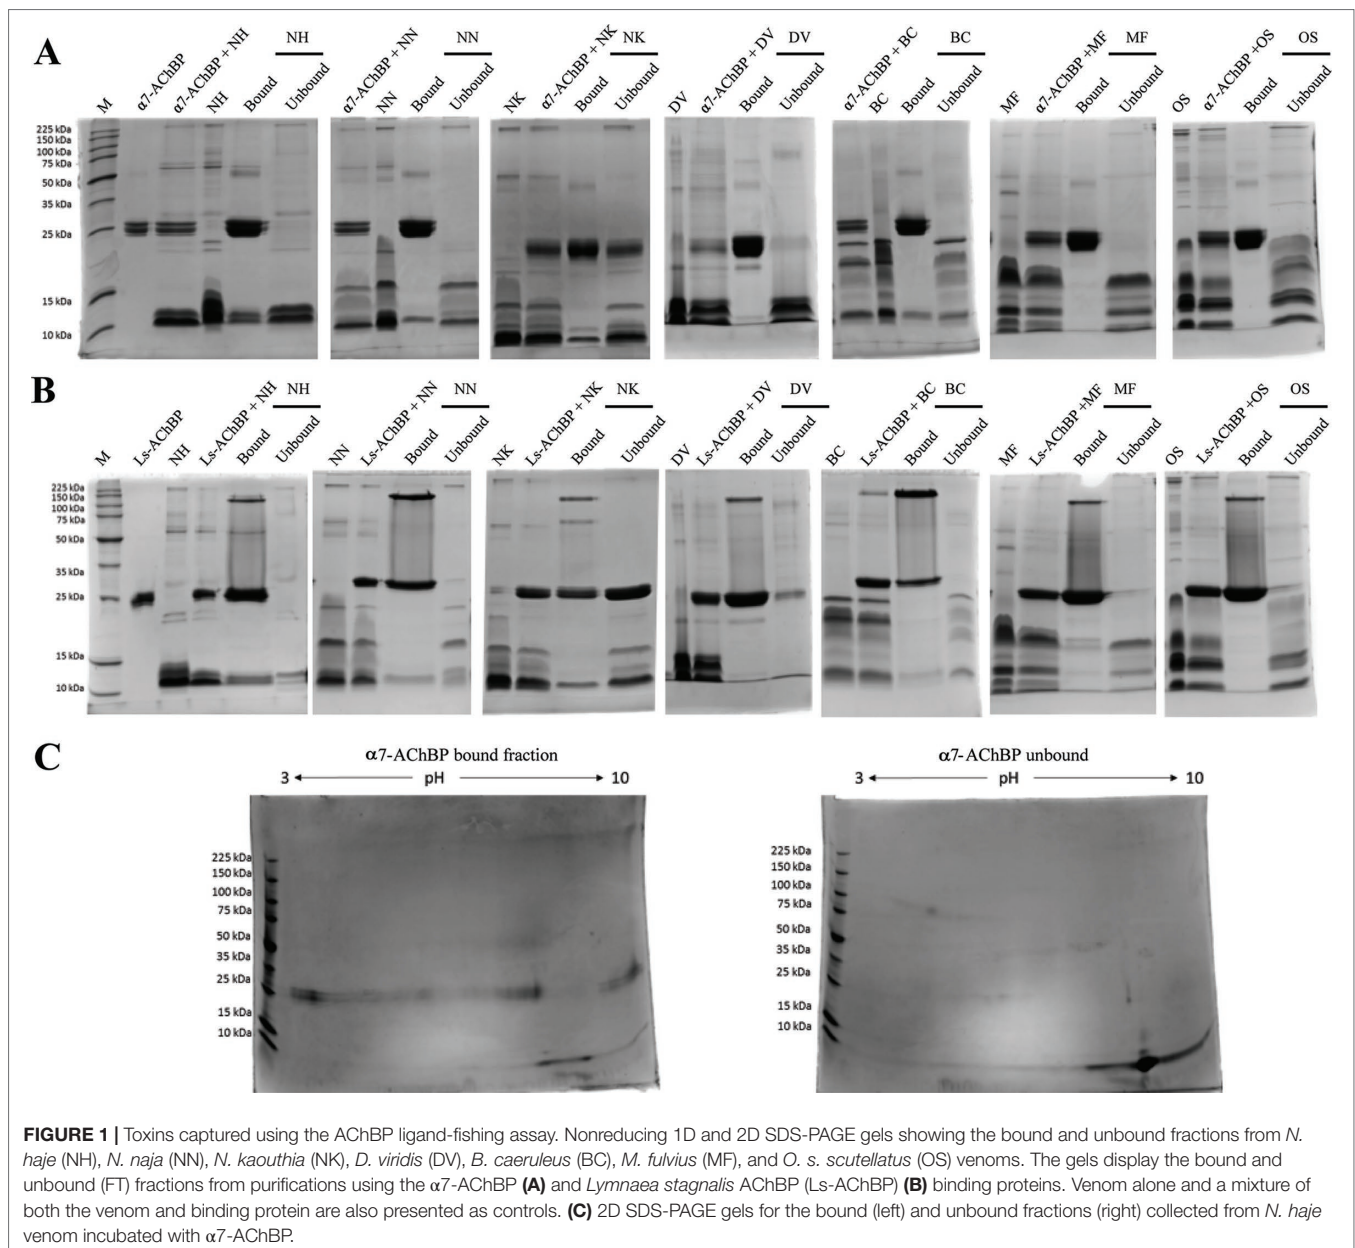 A
M
α7-AChBP
α7-AChBP + NH
NH
Bound
Unbound
NH
α7-AChBP + NN
NN
Bound
Unbound
NN
NK
α7-AChBP + NK
Bound
Unbound
NK
DV
α7-AChBP + DV
Bound
Unbound
DV
α7-AChBP + BC
BC
Bound
Unbound
BC
MF
α7-AChBP +MF
Bound
Unbound
MF
OS
α7-AChBP +OS
Bound
Unbound
OS
225 kDa
150 kDa
100 kDa
75 kDa
50 kDa
35 kDa
25 kDa
15 kDa
10 kDa
B
M
Ls-AChBP
NH
Ls-AChBP + NH
Bound
Unbound
NH
NN
Ls-AChBP + NN
Bound
Unbound
NN
NK
Ls-AChBP + NK
Bound
Unbound
NK
DV
Ls-AChBP + DV
Bound
Unbound
DV
BC
Ls-AChBP + BC
Bound
Unbound
BC
MF
Ls-AChBP +MF
Bound
Unbound
MF
OS
Ls-AChBP +OS
Bound
Unbound
OS
225 kDa
150 kDa
100 kDa
75 kDa
50 kDa
35 kDa
25 kDa
15 kDa
10 kDa
C
α7-AChBP bound fraction
3 pH 10
225 kDa
150 kDa
100 kDa
75 kDa
50 kDa
35 kDa
25 kDa
15 kDa
10 kDa
α7-AChBP unbound
3 pH 10
225 kDa
150 kDa
100 kDa
75 kDa
50 kDa
35 kDa
25 kDa
15 kDa
10 kDa
FIGURE 1 | Toxins captured using the AChBP ligand-fishing assay. Nonreducing 1D and 2D SDS-PAGE gels showing the bound and unbound fractions from N.
haje (NH), N. naja (NN), N. kaouthia (NK), D. viridis (DV), B. caeruleus (BC), M. fulvius (MF), and O. s. scutellatus (OS) venoms. The gels display the bound and
unbound (FT) fractions from purifications using the α7-AChBP (A) and Lymnaea stagnalis AChBP (Ls-AChBP) (B) binding proteins. Venom alone and a mixture of
both the venom and binding protein are also presented as controls. (C) 2D SDS-PAGE gels for the bound (left) and unbound fractions (right) collected from N. haje
venom incubated with α7-AChBP.